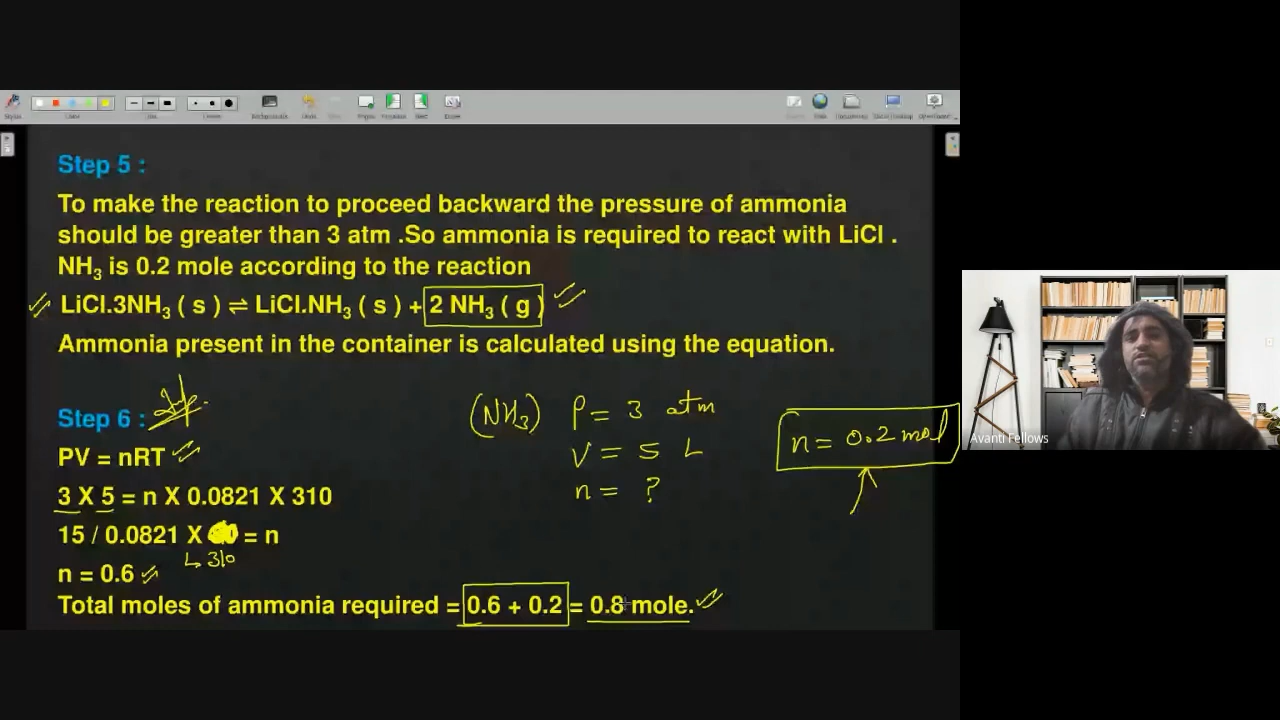 Step 5 :
To make the reaction to proceed backward the pressure of ammonia
should be greater than 3 atm .So ammonia is required to react with LiCl .
NH₃ is 0.2 mole according to the reaction
LiCl.3NH₃ ( s ) ⇌ LiCl.NH₃ ( s ) + 2 NH₃ ( g )
Ammonia present in the container is calculated using the equation.
Step 6 :
PV = nRT
3 X 5 = n X 0.0821 X 310
15 / 0.0821 X = n
↳ 310
n = 0.6
Total moles of ammonia required = 0.6 + 0.2 = 0.8 mole.
(NH₃) P = 3 atm
V = 5 L
n = ?
n = 0.2 mol
Avanti Fellows